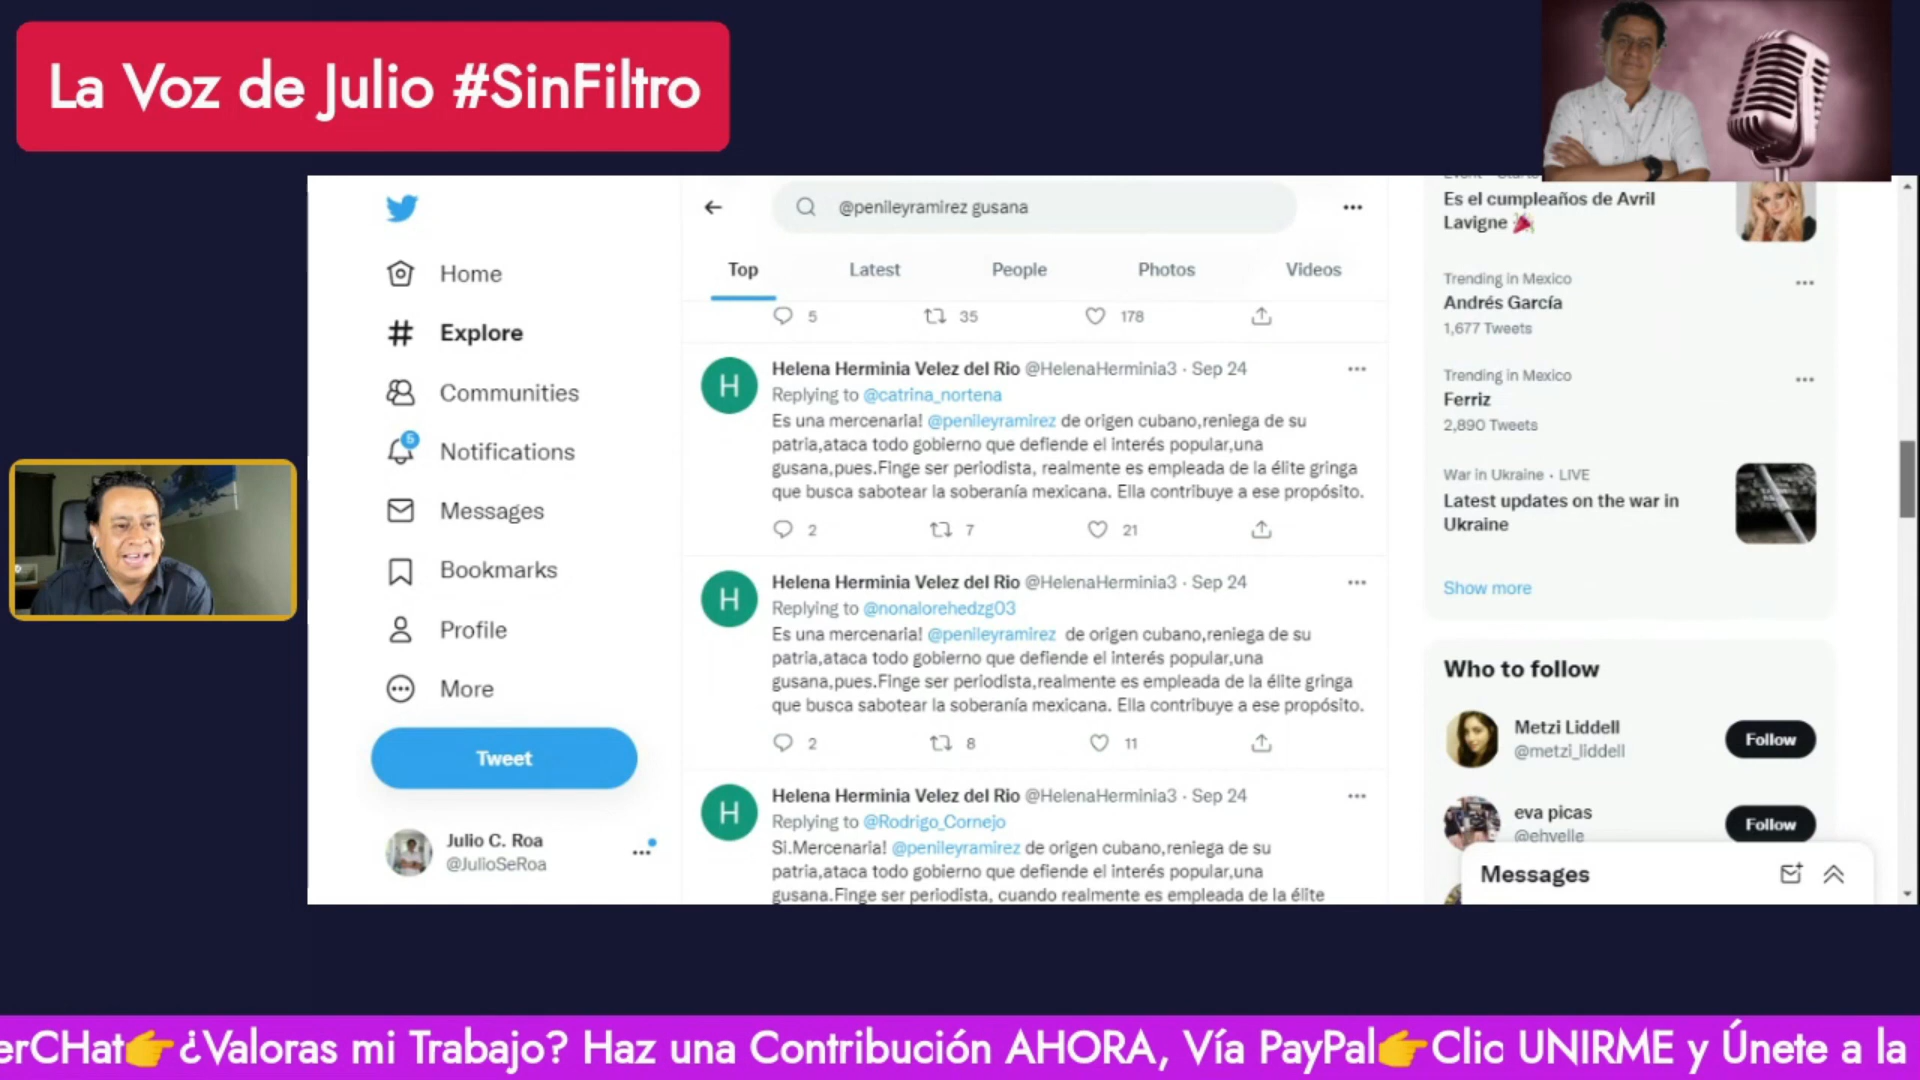 La Voz de Julio #SinFiltro
@penileyramirez gusana
Home
Explore
Communities
5
Notifications
Messages
Bookmarks
Profile
More
Tweet
Julio C. Roa
@JulioSeRoa
Top
Latest
People
Photos
Videos
5
35
178
H
Helena Herminia Velez del Rio @HelenaHerminia3 · Sep 24
Replying to @catrina_nortena
Es una mercenaria! @penileyramirez de origen cubano,reniega de su
patria,ataca todo gobierno que defiende el interés popular,una
gusana,pues.Finge ser periodista, realmente es empleada de la élite gringa
que busca sabotear la soberanía mexicana. Ella contribuye a ese propósito.
2
7
21
H
Helena Herminia Velez del Rio @HelenaHerminia3 · Sep 24
Replying to @nonalorehedzg03
Es una mercenaria! @penileyramirez de origen cubano,reniega de su
patria,ataca todo gobierno que defiende el interés popular,una
gusana,pues.Finge ser periodista,realmente es empleada de la élite gringa
que busca sabotear la soberanía mexicana. Ella contribuye a ese propósito.
2
8
11
H
Helena Herminia Velez del Rio @HelenaHerminia3 · Sep 24
Replying to @Rodrigo_Cornejo
Si.Mercenaria! @penileyramirez de origen cubano,reniega de su
patria,ataca todo gobierno que defiende el interés popular,una
gusana.Finge ser periodista, cuando realmente es empleada de la élite
Es el cumpleaños de Avril
Lavigne
Trending in Mexico
Andrés García
1,677 Tweets
Trending in Mexico
Ferriz
2,890 Tweets
War in Ukraine · LIVE
Latest updates on the war in
Ukraine
Show more
Who to follow
Metzi Liddell
@metzi_liddell
Follow
eva picas
@ehvelle
Follow
Messages
erCHat👉¿Valoras mi Trabajo? Haz una Contribución AHORA, Vía PayPal👉Clic UNIRME y Únete a la